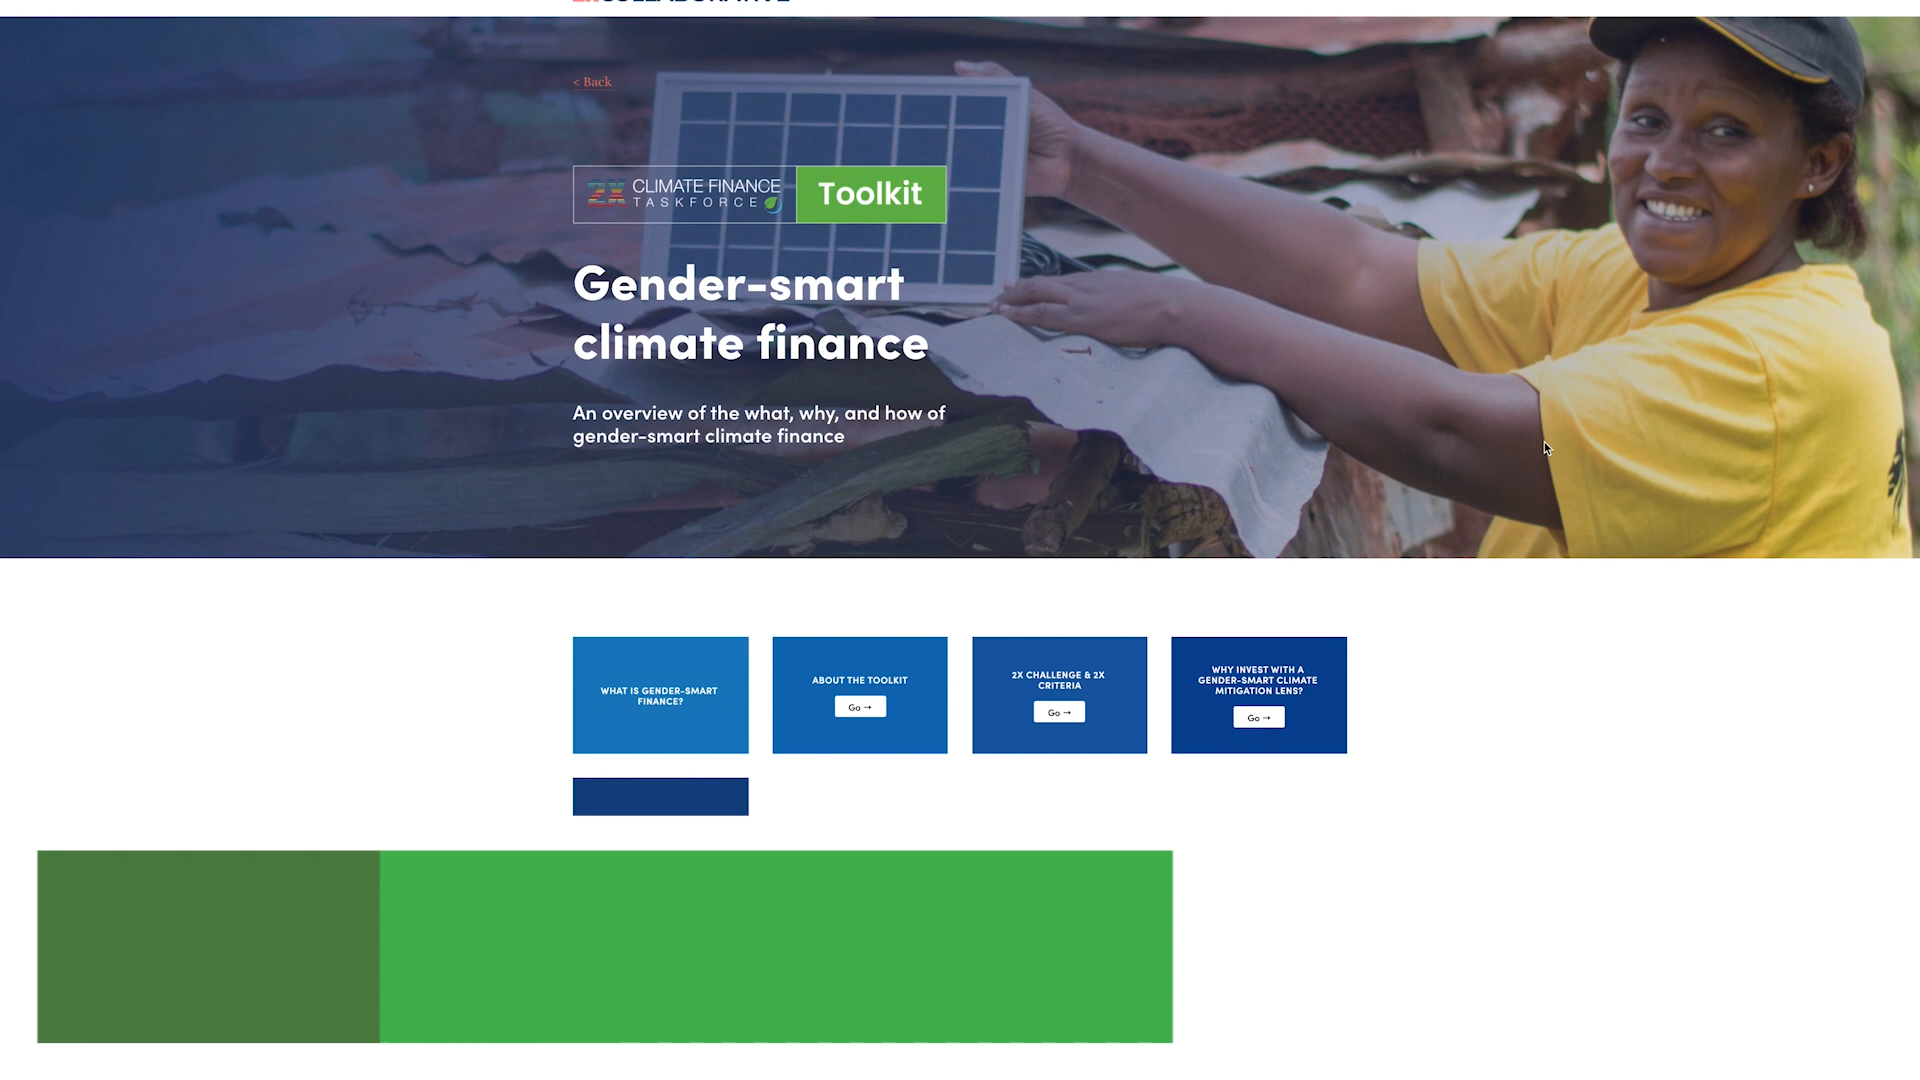 < Back
2X CLIMATE FINANCE
TASKFORCE
Toolkit
Gender-smart
climate finance
An overview of the what, why, and how of
gender-smart climate finance
WHAT IS GENDER-SMART
FINANCE?
ABOUT THE TOOLKIT
Go →
2X CHALLENGE & 2X
CRITERIA
Go →
WHY INVEST WITH A
GENDER-SMART CLIMATE
MITIGATION LENS?
Go →